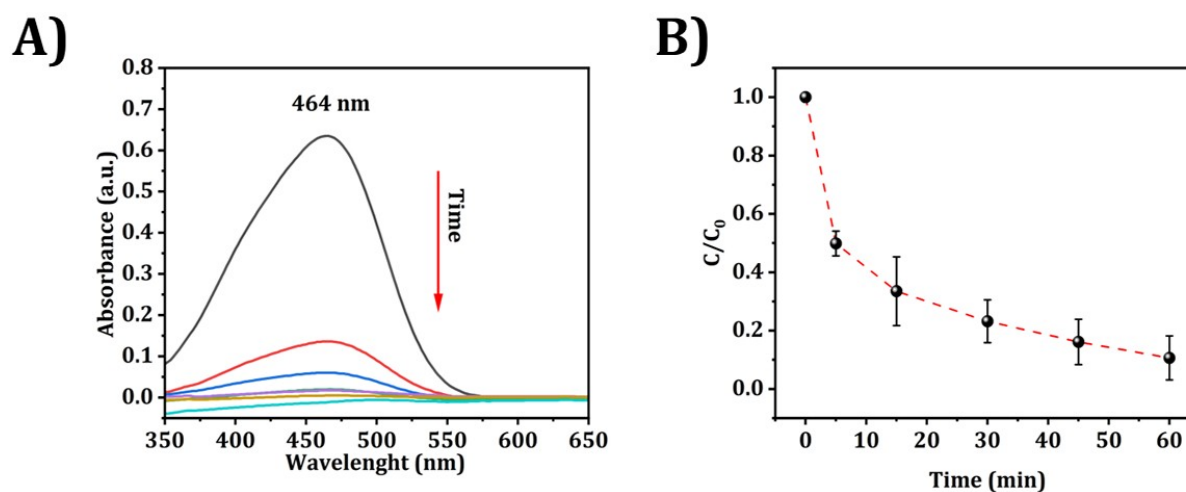 A)
0.8
0.7
0.6
0.5
0.4
0.3
0.2
0.1
0.0
Absorbance (a.u.)
464 nm
Time
350 400 450 500 550 600 650
Wavelenght (nm)
B)
1.0
0.8
0.6
0.4
0.2
0.0
C/C₀
0 10 20 30 40 50 60
Time (min)